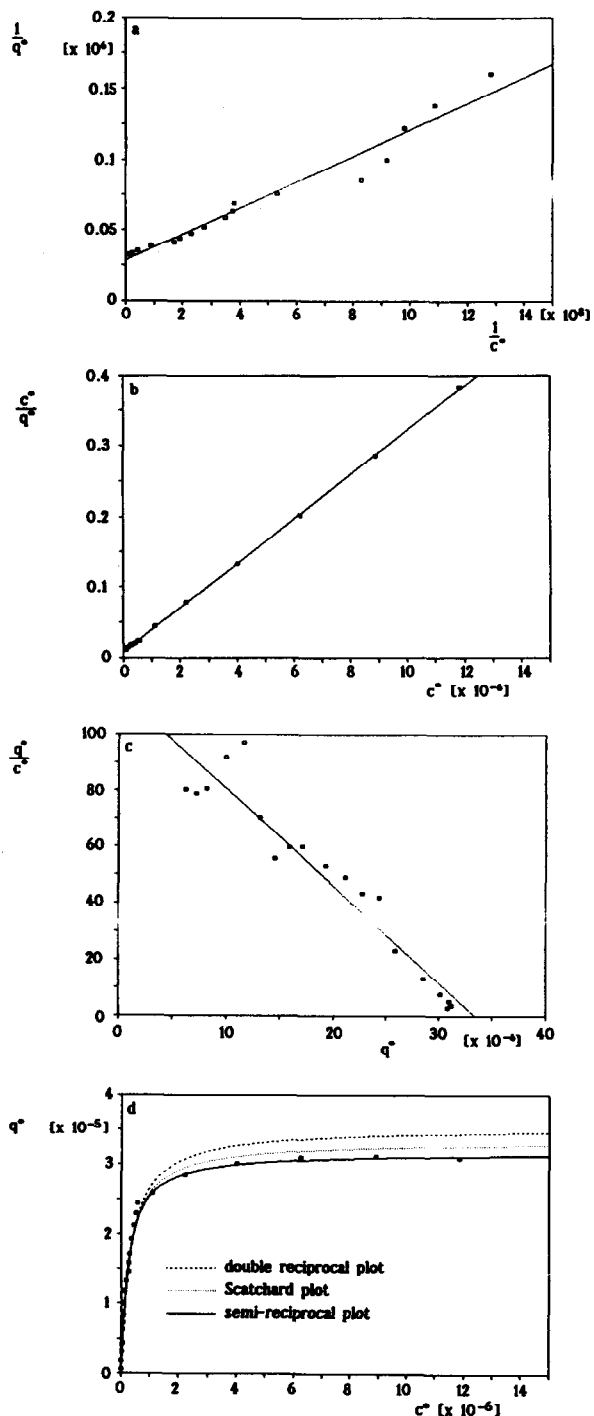 1
q*
[x 10⁶]
a
0.2
0.15
0.1
0.05
0
0 2 4 6 8 10 12 14 [x 10⁶]
1
c*
b
c*
q*
0.4
0.3
0.2
0.1
0
0 2 4 6 8 10 12 14
c* [x 10⁻⁶]
c
q*
c*
100
80
60
40
20
0
0 10 20 30 40
q* [x 10⁻⁶]
d
q* [x 10⁻⁵]
4
3
2
1
0
double reciprocal plot
Scatchard plot
semi-reciprocal plot
0 2 4 6 8 10 12 14
c* [x 10⁻⁶]